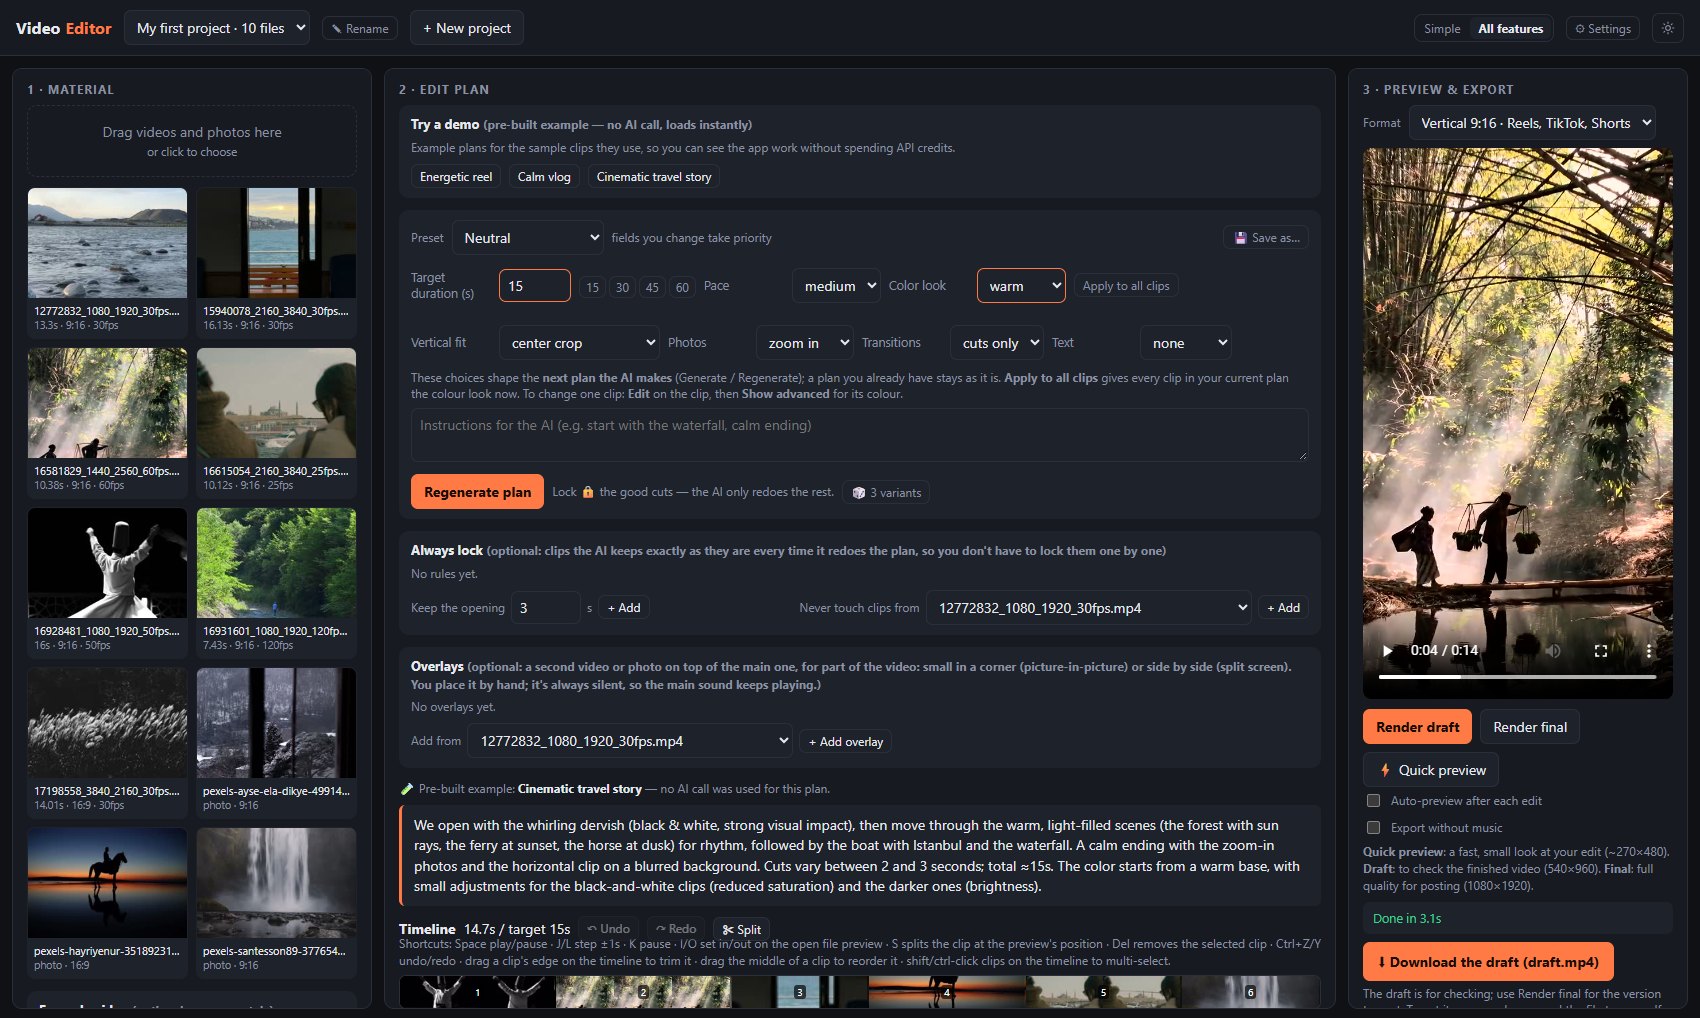 Video Editor
My first project · 10 files
Rename
+ New project
Simple
All features
Settings
1 · MATERIAL
Drag videos and photos here
or click to choose
12772832_1080_1920_30fps....
13.3s · 9:16 · 30fps
15940078_2160_3840_30fps....
16.13s · 9:16 · 30fps
16581829_1440_2560_60fps....
10.38s · 9:16 · 60fps
16615054_2160_3840_25fps....
10.12s · 9:16 · 25fps
16928481_1080_1920_50fps....
16s · 9:16 · 50fps
16931601_1080_1920_120fp...
7.43s · 9:16 · 120fps
17198558_3840_2160_30fps....
14.01s · 16:9 · 30fps
pexels-ayse-ela-dikye-49914...
photo · 9:16
pexels-hayriyenur-35189231...
photo · 16:9
pexels-santesson89-377654...
photo · 9:16
2 · EDIT PLAN
Try a demo (pre-built example — no AI call, loads instantly)
Example plans for the sample clips they use, so you can see the app work without spending API credits.
Energetic reel
Calm vlog
Cinematic travel story
Preset
Neutral
fields you change take priority
Save as...
Target
duration (s)
15
15 30 45 60
Pace
medium
Color look
warm
Apply to all clips
Vertical fit
center crop
Photos
zoom in
Transitions
cuts only
Text
none
These choices shape the next plan the AI makes (Generate / Regenerate); a plan you already have stays as it is. Apply to all clips gives every clip in your current plan
the colour look now. To change one clip: Edit on the clip, then Show advanced for its colour.
Instructions for the AI (e.g. start with the waterfall, calm ending)
Regenerate plan
Lock 🔒 the good cuts — the AI only redoes the rest.
3 variants
Always lock (optional: clips the AI keeps exactly as they are every time it redoes the plan, so you don't have to lock them one by one)
No rules yet.
Keep the opening
3
s
+ Add
Never touch clips from
12772832_1080_1920_30fps.mp4
+ Add
Overlays (optional: a second video or photo on top of the main one, for part of the video: small in a corner (picture-in-picture) or side by side (split screen).
You place it by hand; it's always silent, so the main sound keeps playing.)
No overlays yet.
Add from
12772832_1080_1920_30fps.mp4
+ Add overlay
Pre-built example: Cinematic travel story — no AI call was used for this plan.
We open with the whirling dervish (black & white, strong visual impact), then move through the warm, light-filled scenes (the forest with sun
rays, the ferry at sunset, the horse at dusk) for rhythm, followed by the boat with Istanbul and the waterfall. A calm ending with the zoom-in
photos and the horizontal clip on a blurred background. Cuts vary between 2 and 3 seconds; total ≈15s. The color starts from a warm base, with
small adjustments for the black-and-white clips (reduced saturation) and the darker ones (brightness).
Timeline 14.7s / target 15s
Undo
Redo
Split
Shortcuts: Space play/pause · J/L step ±1s · K pause · I/O set in/out on the open file preview · S splits the clip at the preview's position · Del removes the selected clip · Ctrl+Z/Y
undo/redo · drag a clip's edge on the timeline to trim it · drag the middle of a clip to reorder it · shift/ctrl-click clips on the timeline to multi-select.
1 2 3 4 5 6
3 · PREVIEW & EXPORT
Format
Vertical 9:16 · Reels, TikTok, Shorts
0:04 / 0:14
Render draft
Render final
Quick preview
Auto-preview after each edit
Export without music
Quick preview: a fast, small look at your edit (~270×480).
Draft: to check the finished video (540×960). Final: full
quality for posting (1080×1920).
Done in 3.1s
Download the draft (draft.mp4)
The draft is for checking; use Render final for the version